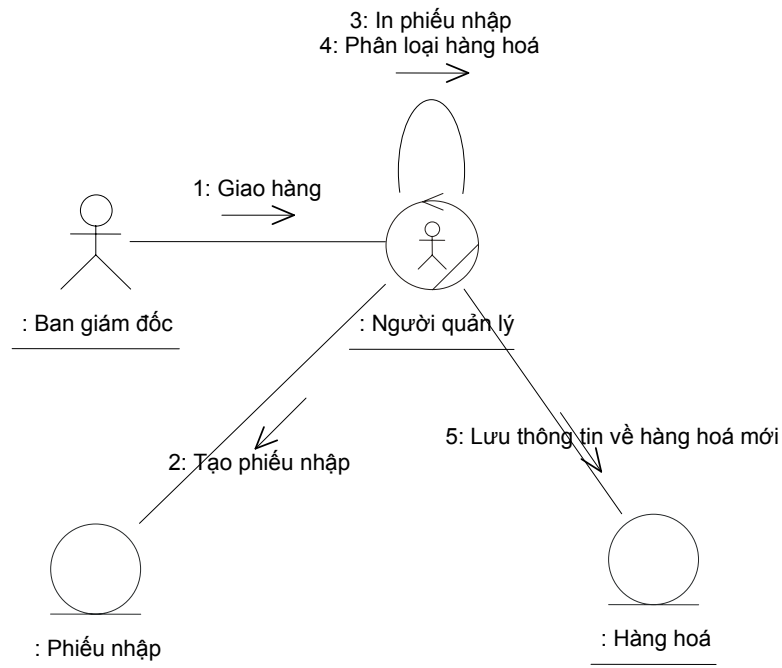 3: In phiếu nhập
4: Phân loại hàng hoá
1: Giao hàng
: Ban giám đốc
: Người quản lý
2: Tạo phiếu nhập
5: Lưu thông tin về hàng hoá mới
: Phiếu nhập
: Hàng hoá